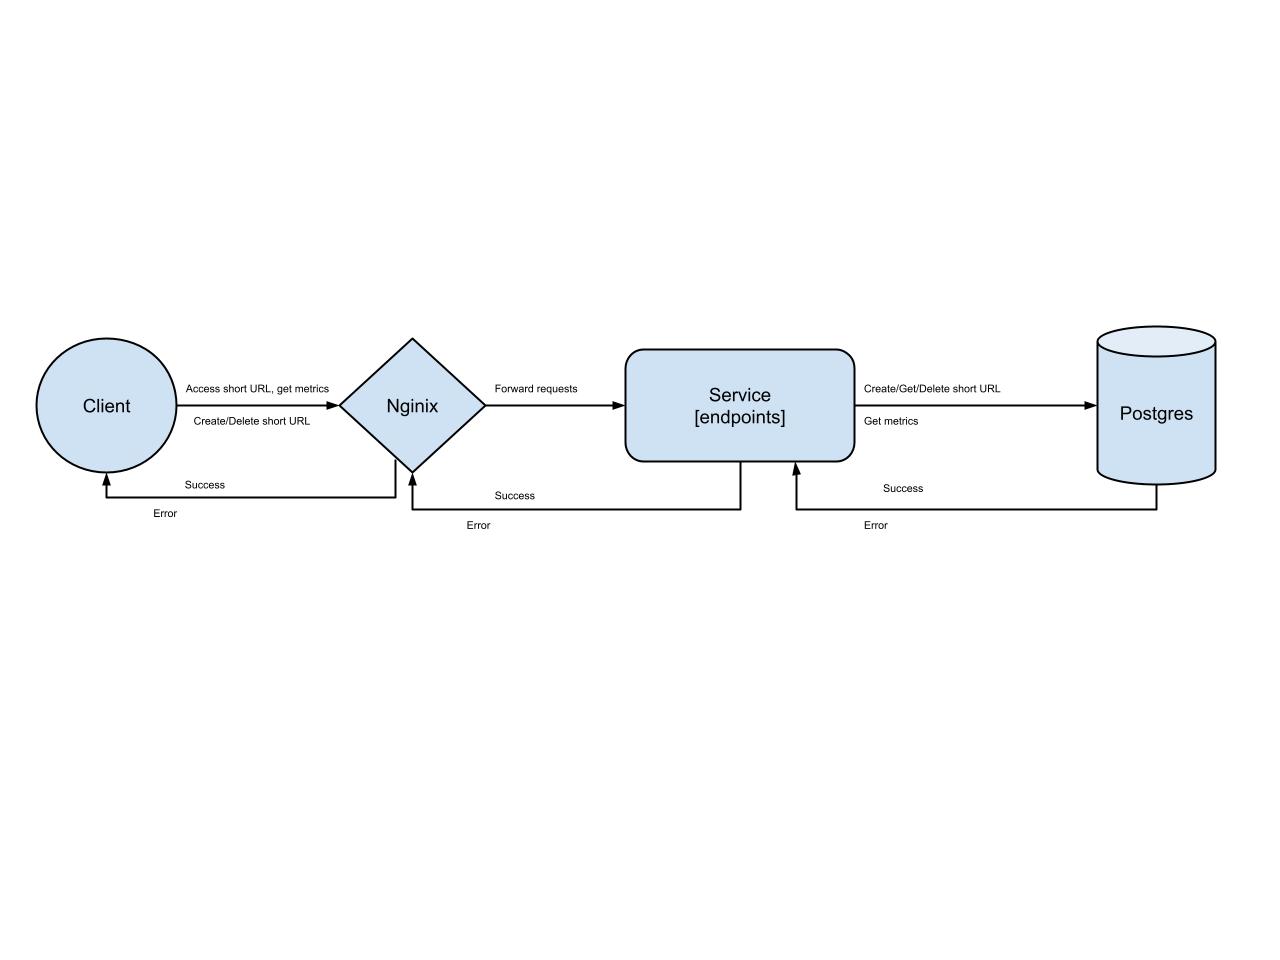 Client
Access short URL, get metrics
Create/Delete short URL
Nginix
Forward requests
Service
[endpoints]
Create/Get/Delete short URL
Get metrics
Postgres
Success
Error
Success
Error
Success
Error